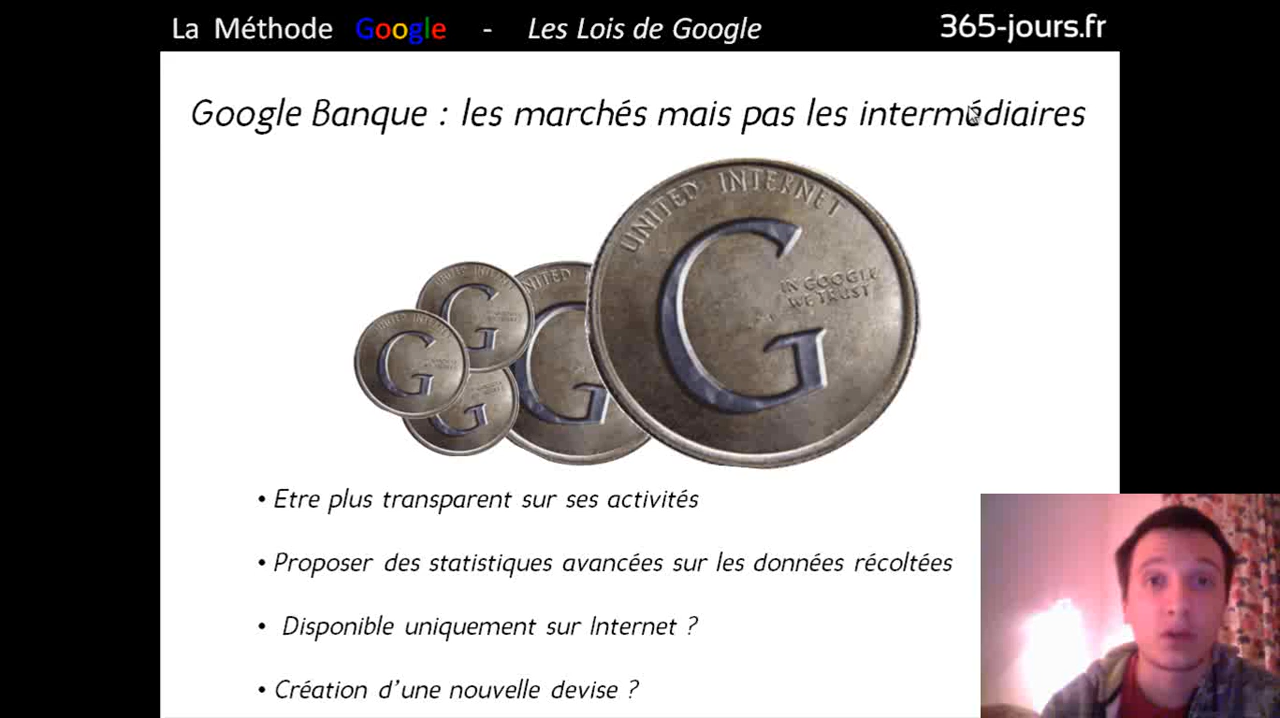 La Méthode Google - Les Lois de Google 365-jours.fr
Google Banque : les marchés mais pas les intermédiaires
UNITED INTERNET
IN GOOGLE
WE TRUST
• Etre plus transparent sur ses activités
• Proposer des statistiques avancées sur les données récoltées
• Disponible uniquement sur Internet ?
• Création d'une nouvelle devise ?